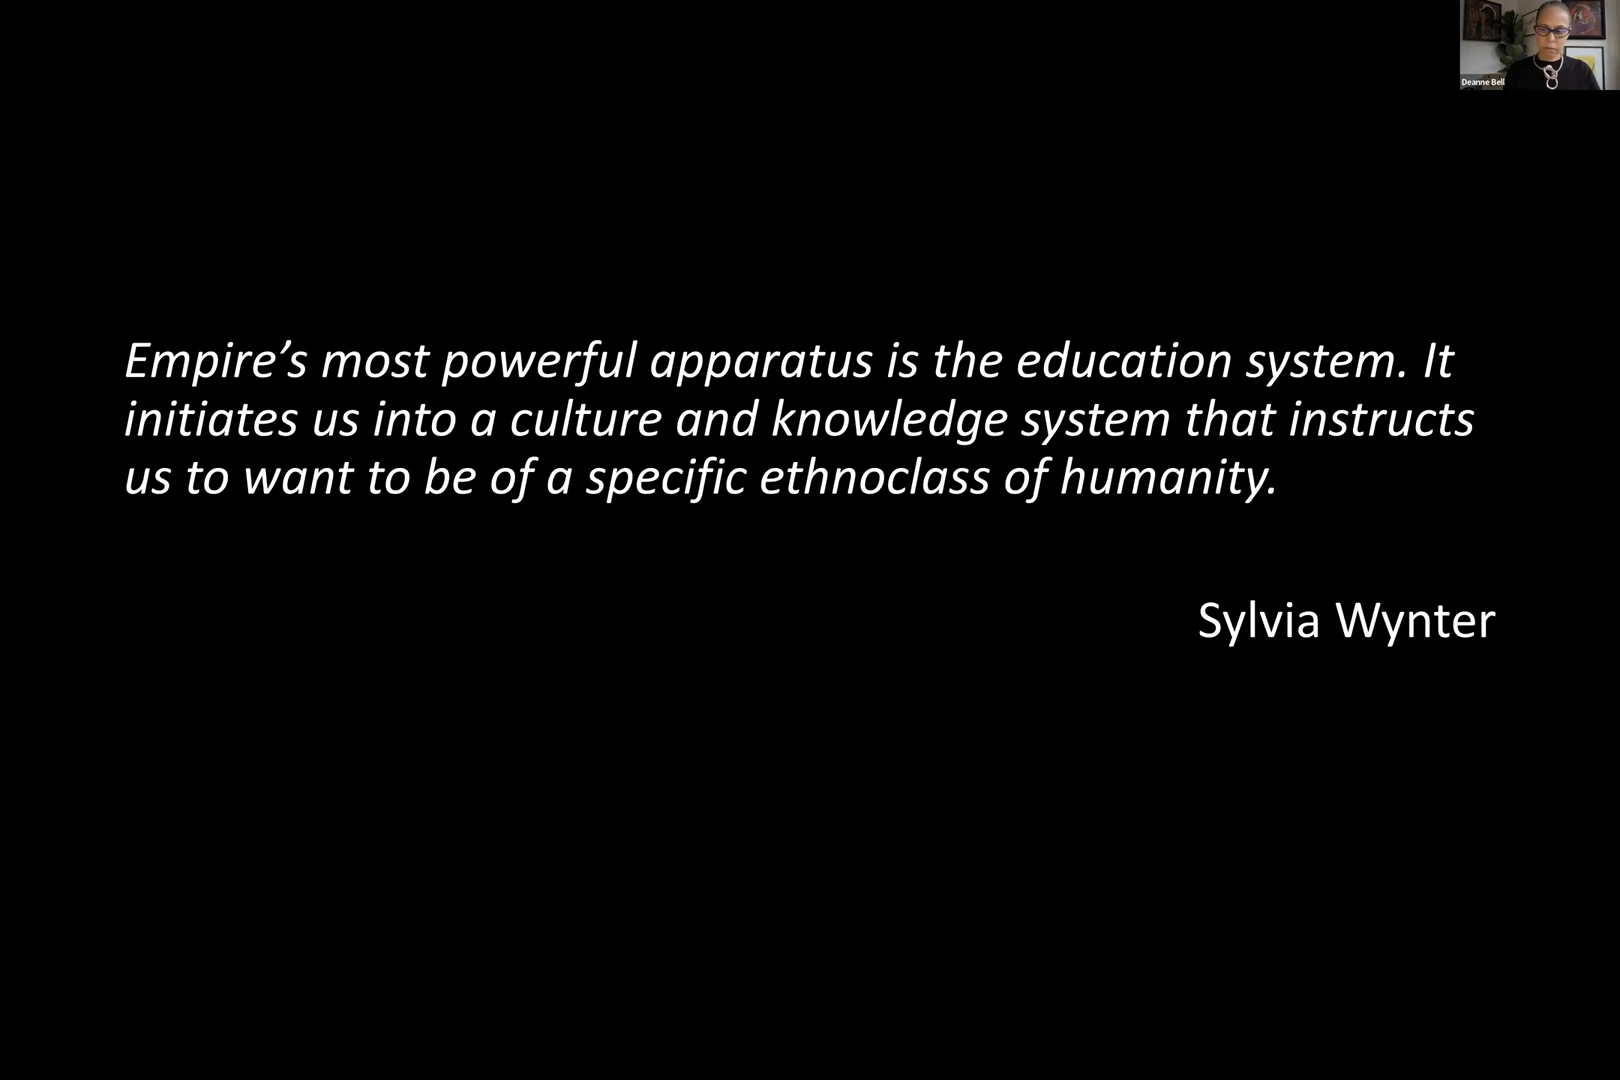 Deanne Bell
Empire’s most powerful apparatus is the education system. It
initiates us into a culture and knowledge system that instructs
us to want to be of a specific ethnoclass of humanity.
Sylvia Wynter